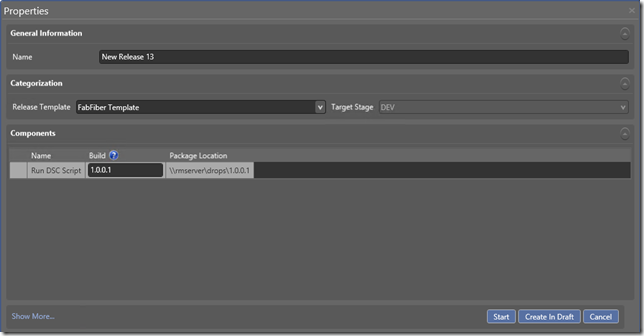 Properties
General Information
Name New Release 13
Categorization
Release Template FabFiber Template Target Stage DEV
Components
Name Build ? Package Location
Run DSC Script 1.0.0.1 \\rmserver\drops\1.0.0.1
Show More... Start Create In Draft Cancel